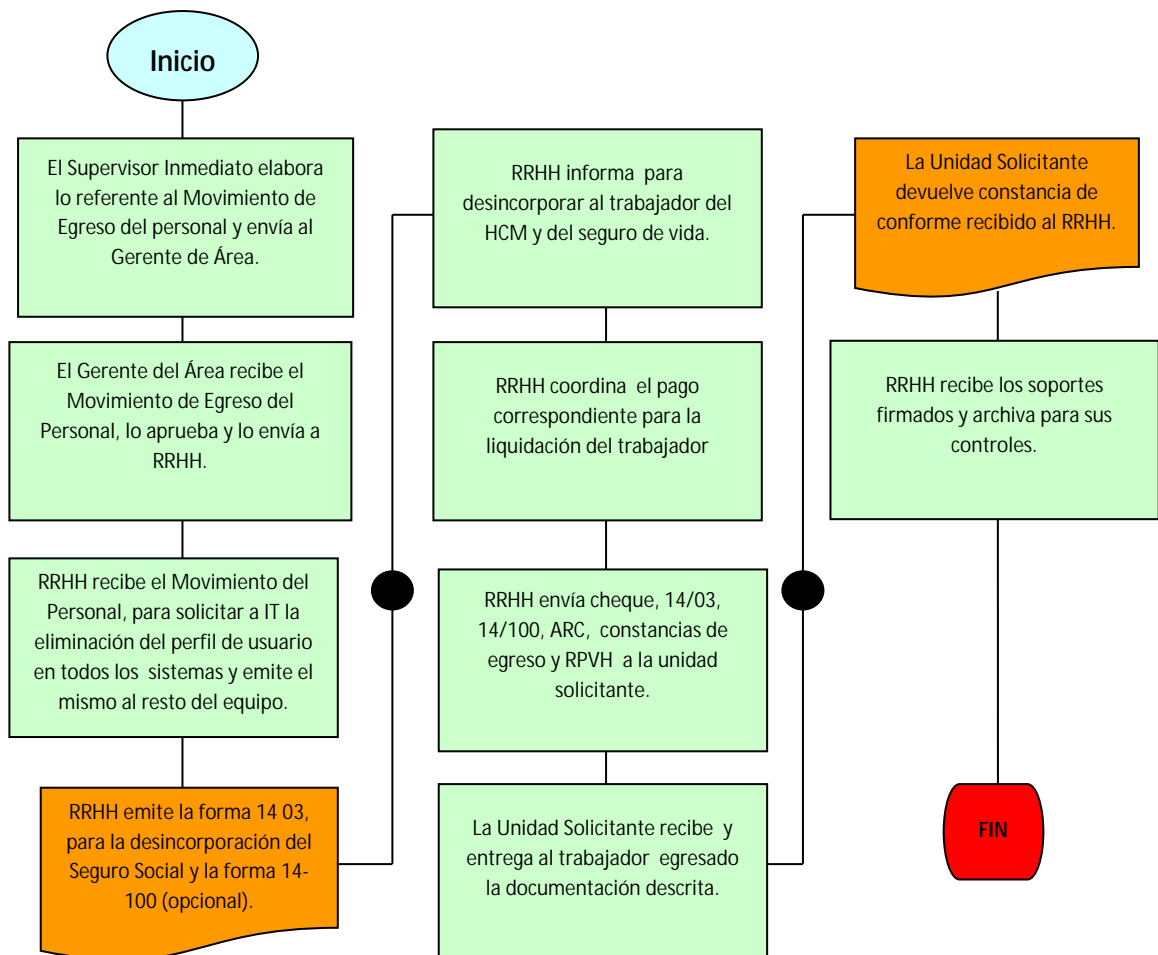 Inicio
El Supervisor Inmediato elabora
lo referente al Movimiento de
Egreso del personal y envía al
Gerente de Área.
El Gerente del Área recibe el
Movimiento de Egreso del
Personal, lo aprueba y lo envía a
RRHH.
RRHH recibe el Movimiento del
Personal, para solicitar a IT la
eliminación del perfil de usuario
en todos los sistemas y emite el
mismo al resto del equipo.
RRHH emite la forma 14 03,
para la desincorporación del
Seguro Social y la forma 14-
100 (opcional).
RRHH informa para
desincorporar al trabajador del
HCM y del seguro de vida.
RRHH coordina el pago
correspondiente para la
liquidación del trabajador
RRHH envía cheque, 14/03,
14/100, ARC, constancias de
egreso y RPVH a la unidad
solicitante.
La Unidad Solicitante recibe y
entrega al trabajador egresado
la documentación descrita.
La Unidad Solicitante
devuelve constancia de
conforme recibido al RRHH.
RRHH recibe los soportes
firmados y archiva para sus
controles.
FIN